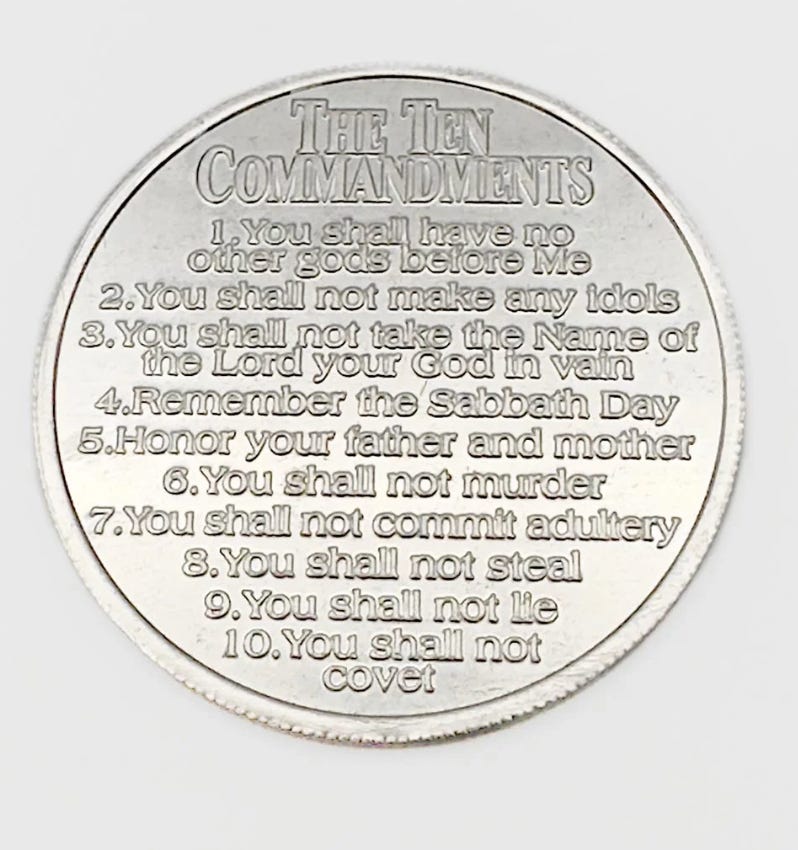 THE TEN
COMMANDMENTS
1. You shall have no
other gods before Me
2. You shall not make any idols
3. You shall not take the Name of
the Lord your God in vain
4. Remember the Sabbath Day
5. Honor your father and mother
6. You shall not murder
7. You shall not commit adultery
8. You shall not steal
9. You shall not lie
10. You shall not
covet